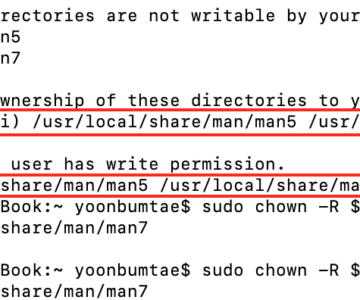 rectories are not writable by your
n5
n7
wnership of these directories to y
i) /usr/local/share/man/man5 /usr/
user has write permission.
share/man/man5 /usr/local/share/ma
Book:~ yoonbumtae$ sudo chown -R $
share/man/man7
Book:~ yoonbumtae$ sudo chown -R $
share/man/man7